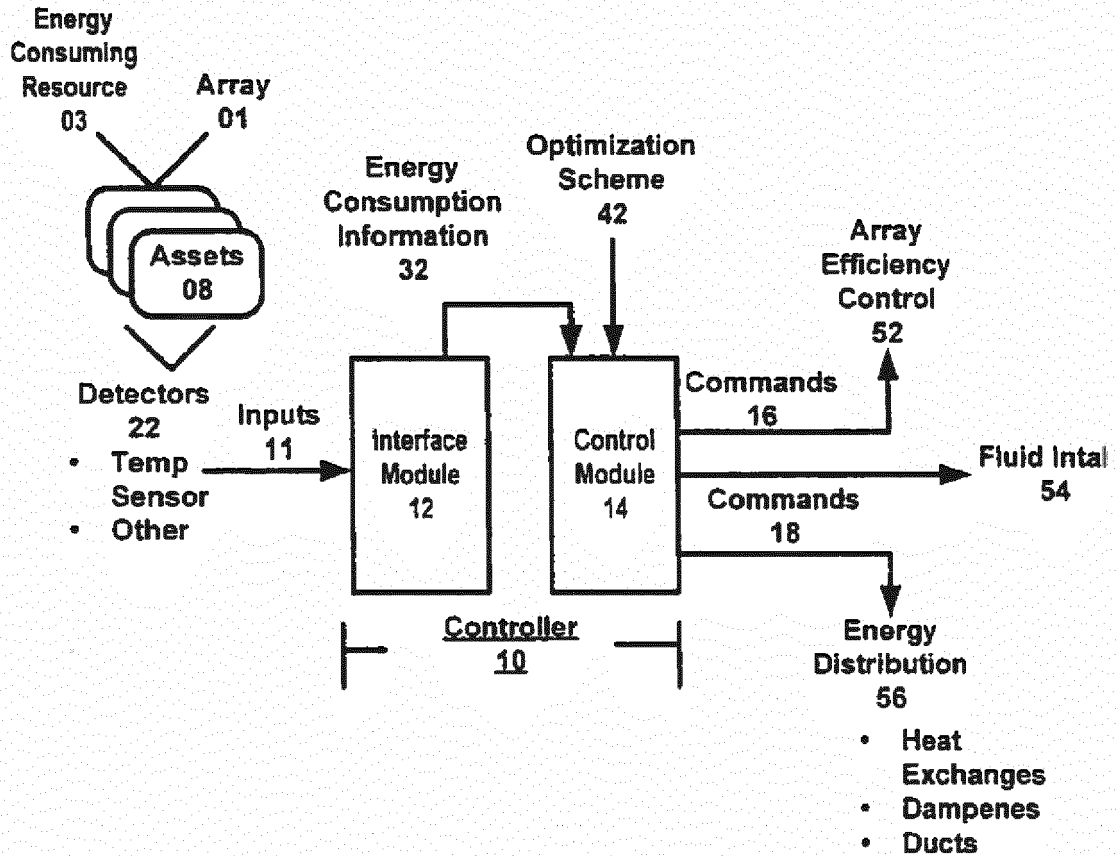 Energy
Consuming
Resource
03
Array
01
Assets
08
Detectors
22
• Temp
Sensor
• Other
Inputs
11
Energy
Consumption
Information
32
Optimization
Scheme
42
Interface
Module
12
Control
Module
14
Controller
10
Commands
16
Commands
18
Array
Efficiency
Control
52
Fluid Intal
54
Energy
Distribution
56
• Heat
Exchanges
• Dampenes
• Ducts